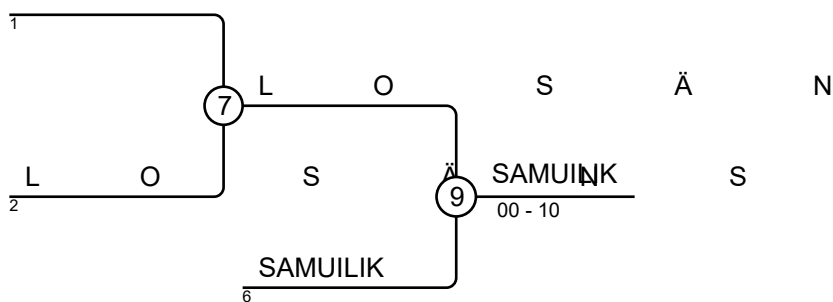 1
L O S Ä N
7
L O S Ä N S
2
SAMUILIK
9
00 - 10
SAMUILIK
6